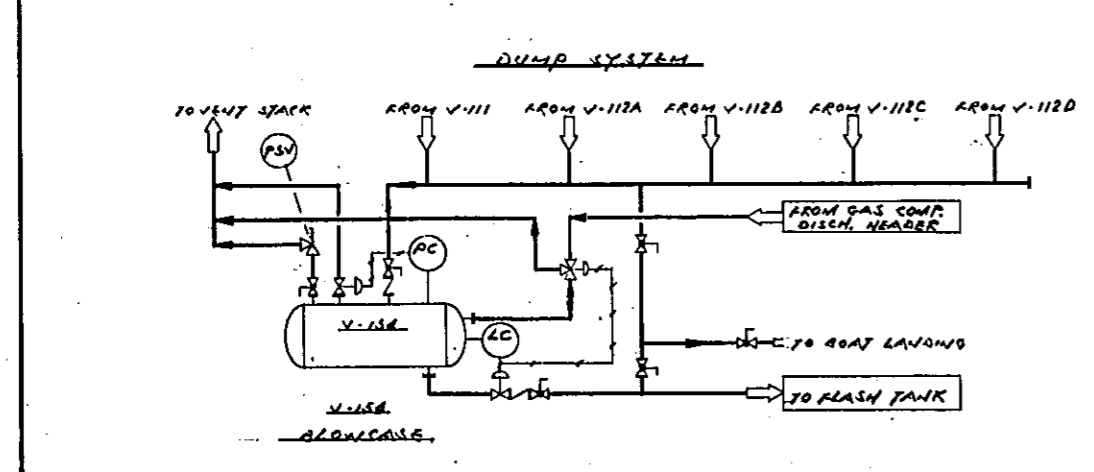 DUMP SYSTEM
TO VENT STACK
FROM V-111
FROM V-112A
FROM V-112B
FROM V-112C
FROM V-112D
PSV
FROM GAS COMP.
DISCH. HEADER
PC
LC
TO BOAT LANDING
TO FLASH TANK
BLOWCASE